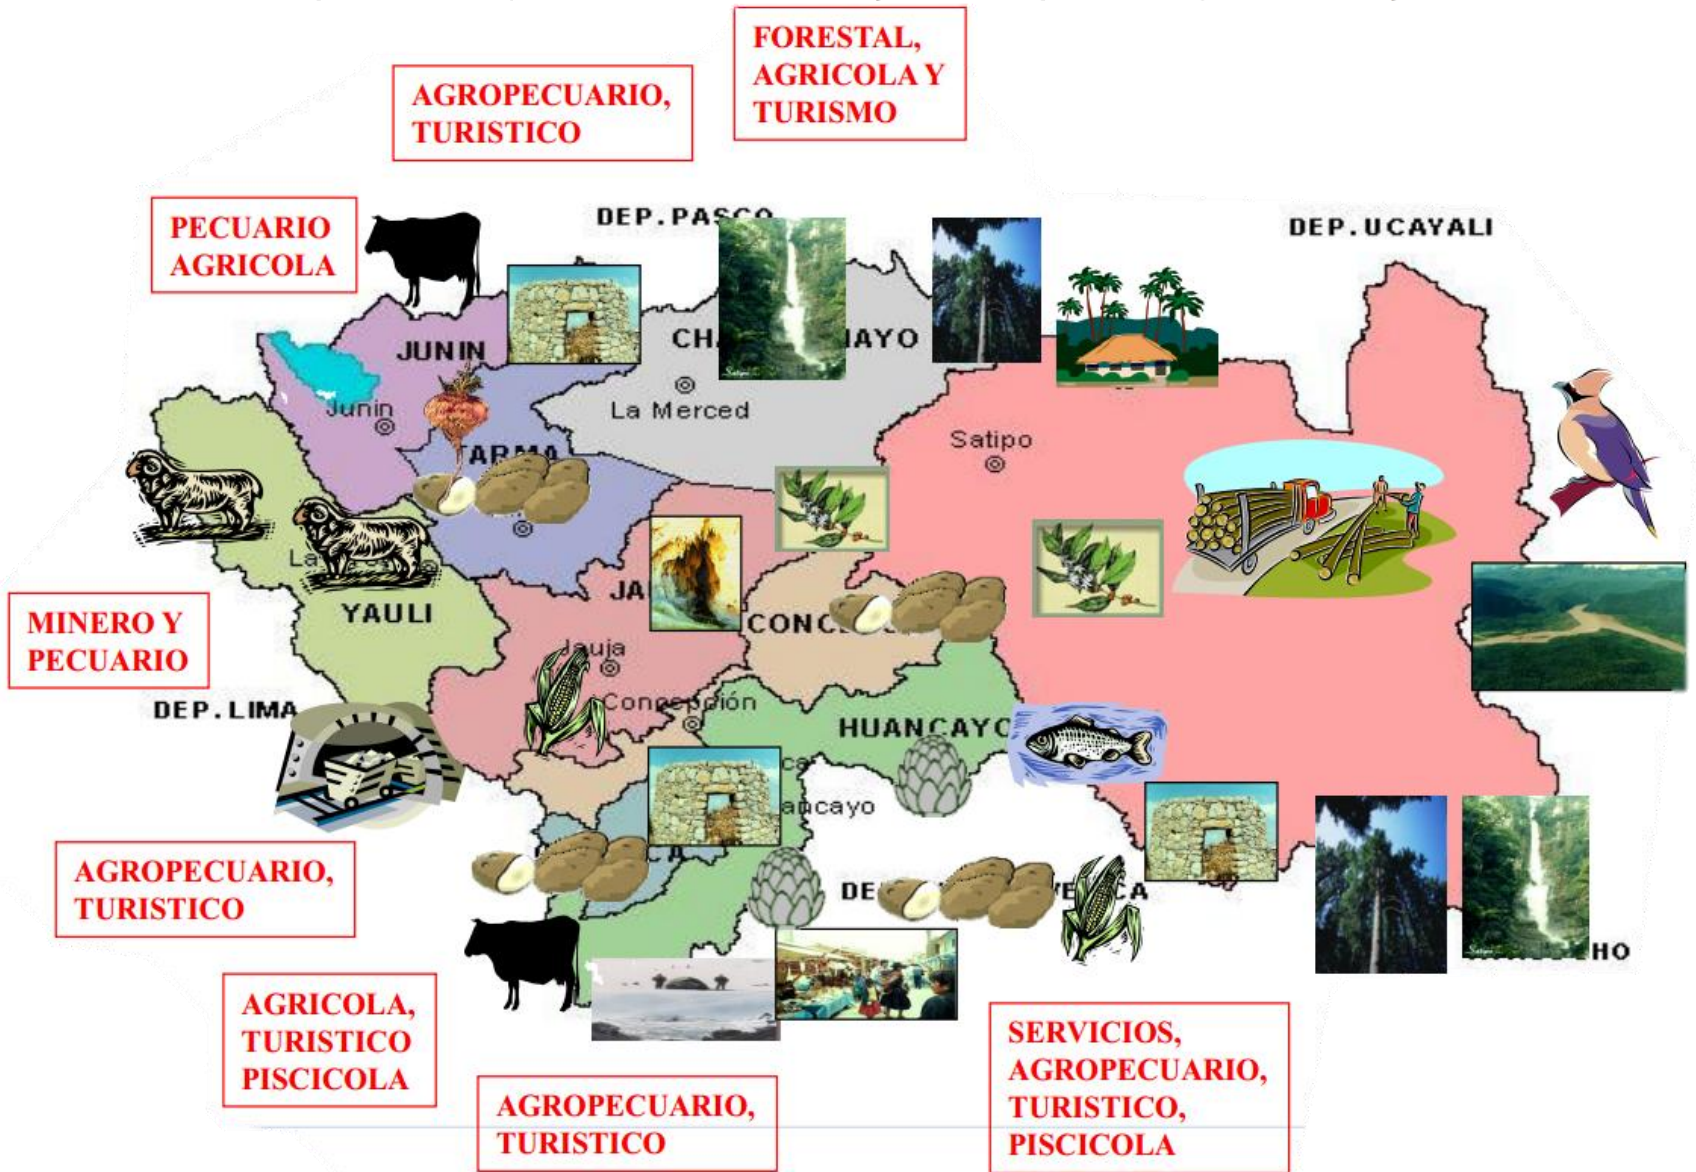 FORESTAL,
AGRICOLA Y
TURISMO
AGROPECUARIO,
TURISTICO
PECUARIO
AGRICOLA
DEP.PASCO
DEP.UCAYALI
JUNIN
Junin
La Merced
Satipo
TARMA
YAULI
MINERO Y
PECUARIO
DEP.LIMA
Jauja
Concepción
HUANCAYO
AGROPECUARIO,
TURISTICO
AGRICOLA,
TURISTICO
PISCICOLA
AGROPECUARIO,
TURISTICO
SERVICIOS,
AGROPECUARIO,
TURISTICO,
PISCICOLA